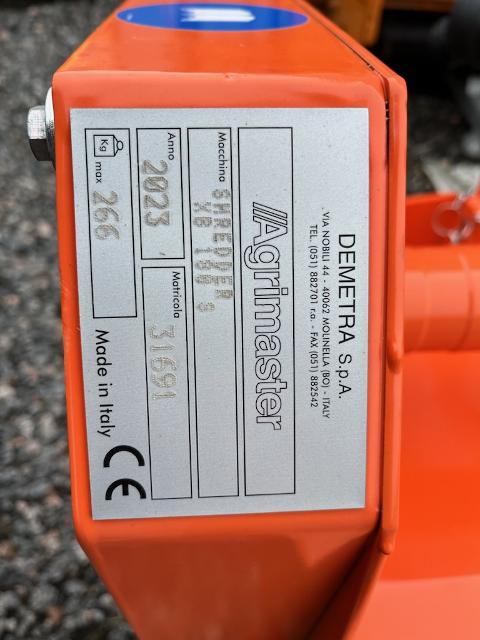 DEMETRA S.p.A.
VIA NOBILI 44 - 40062 MOLINELLA (BO) - ITALY
TEL. (051) 882701 r.a. - FAX (051) 882542
Agrimaster
Macchina SHREDDER
XB 180 S
Anno 2023
Matricola 31691
Kg max 266
Made in Italy CE